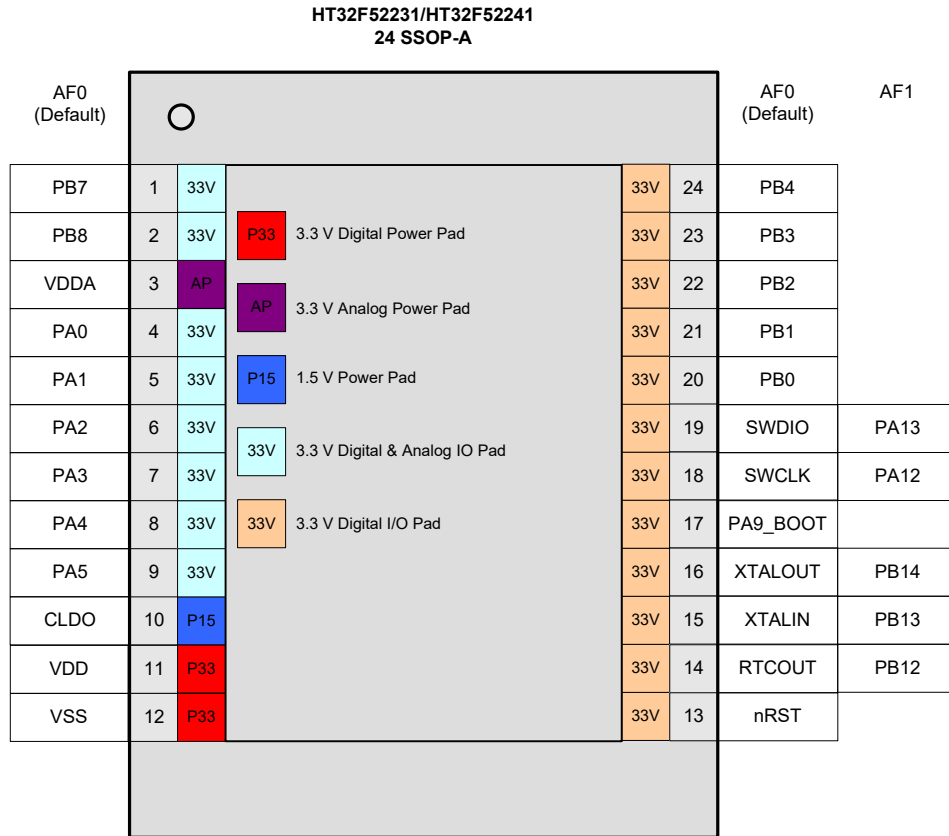 HT32F52231/HT32F52241
24 SSOP-A
AF0
(Default)
AF0
(Default)
AF1
PB7 1 33V 33V 24 PB4
PB8 2 33V P33 3.3 V Digital Power Pad 33V 23 PB3
VDDA 3 AP AP 3.3 V Analog Power Pad 33V 22 PB2
PA0 4 33V 33V 21 PB1
PA1 5 33V P15 1.5 V Power Pad 33V 20 PB0
PA2 6 33V 33V 19 SWDIO PA13
33V 3.3 V Digital & Analog IO Pad
PA3 7 33V 33V 18 SWCLK PA12
PA4 8 33V 33V 3.3 V Digital I/O Pad 33V 17 PA9_BOOT
PA5 9 33V 33V 16 XTALOUT PB14
CLDO 10 P15 33V 15 XTALIN PB13
VDD 11 P33 33V 14 RTCOUT PB12
VSS 12 P33 33V 13 nRST